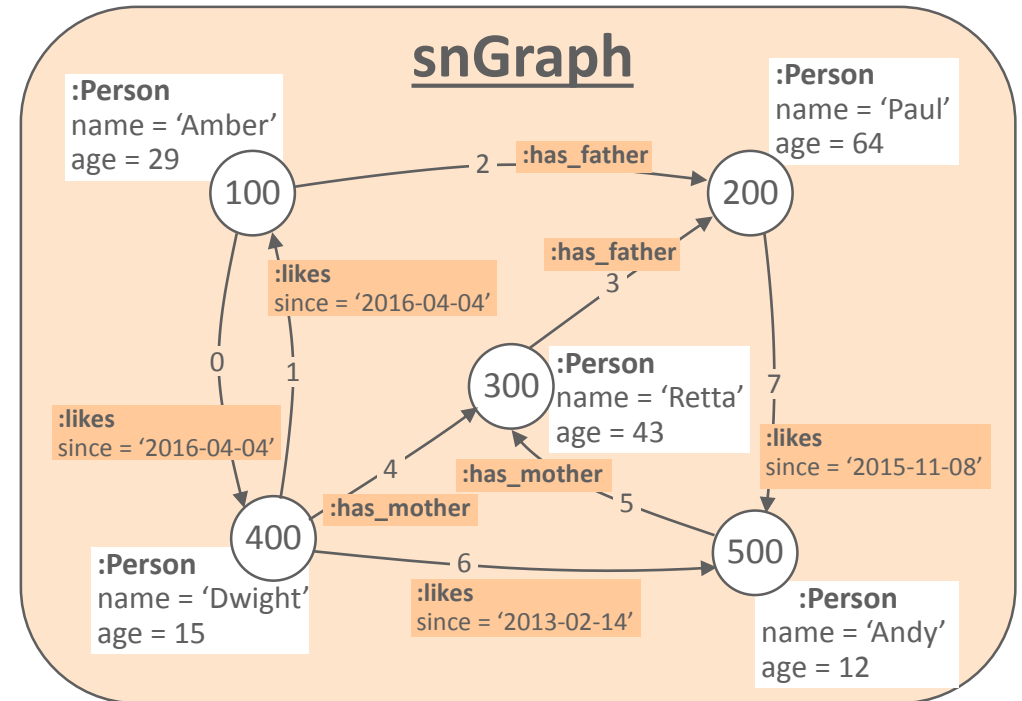 snGraph
:Person
name = ‘Amber’
age = 29
:Person
name = ‘Paul’
age = 64
2
:has_father
100
200
:has_father
3
:likes
since = ‘2016-04-04’
0
1
300
:Person
name = ‘Retta’
age = 43
7
:likes
since = ‘2016-04-04’
:likes
since = ‘2015-11-08’
4
:has_mother
:has_mother
5
400
500
6
:likes
since = ‘2013-02-14’
:Person
name = ‘Dwight’
age = 15
:Person
name = ‘Andy’
age = 12